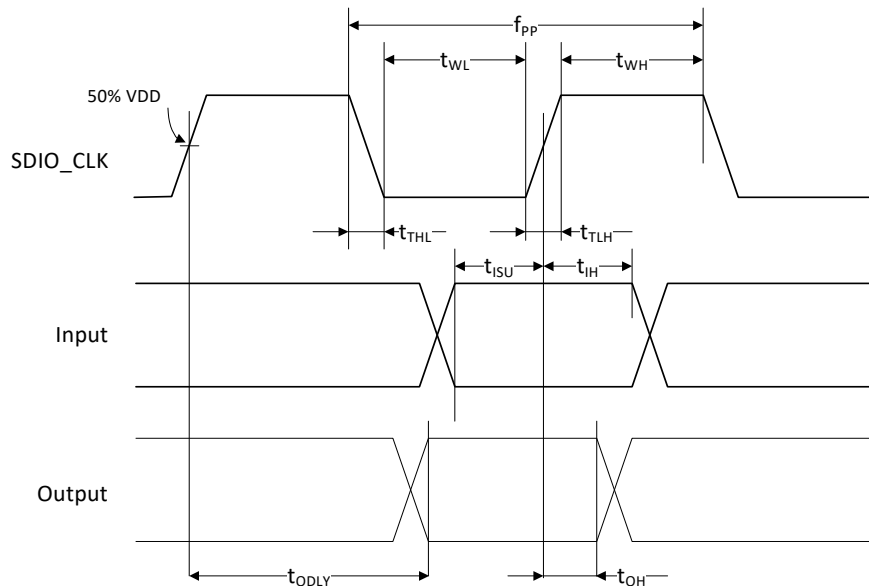 fPP
tWL
tWH
50% VDD
SDIO_CLK
tTHL
tTLH
tISU
tIH
Input
Output
tODLY
tOH